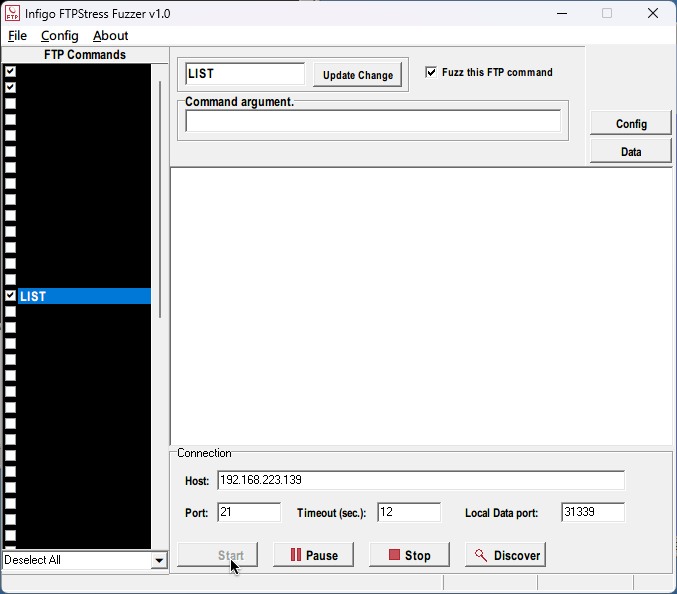 Infigo FTPStress Fuzzer v1.0
File Config About
FTP Commands
LIST
Update Change
Fuzz this FTP command
Command argument.
Config
Data
LIST
Connection
Host: 192.168.223.139
Port: 21 Timeout (sec.): 12 Local Data port: 31339
Start Pause Stop Discover
Deselect All